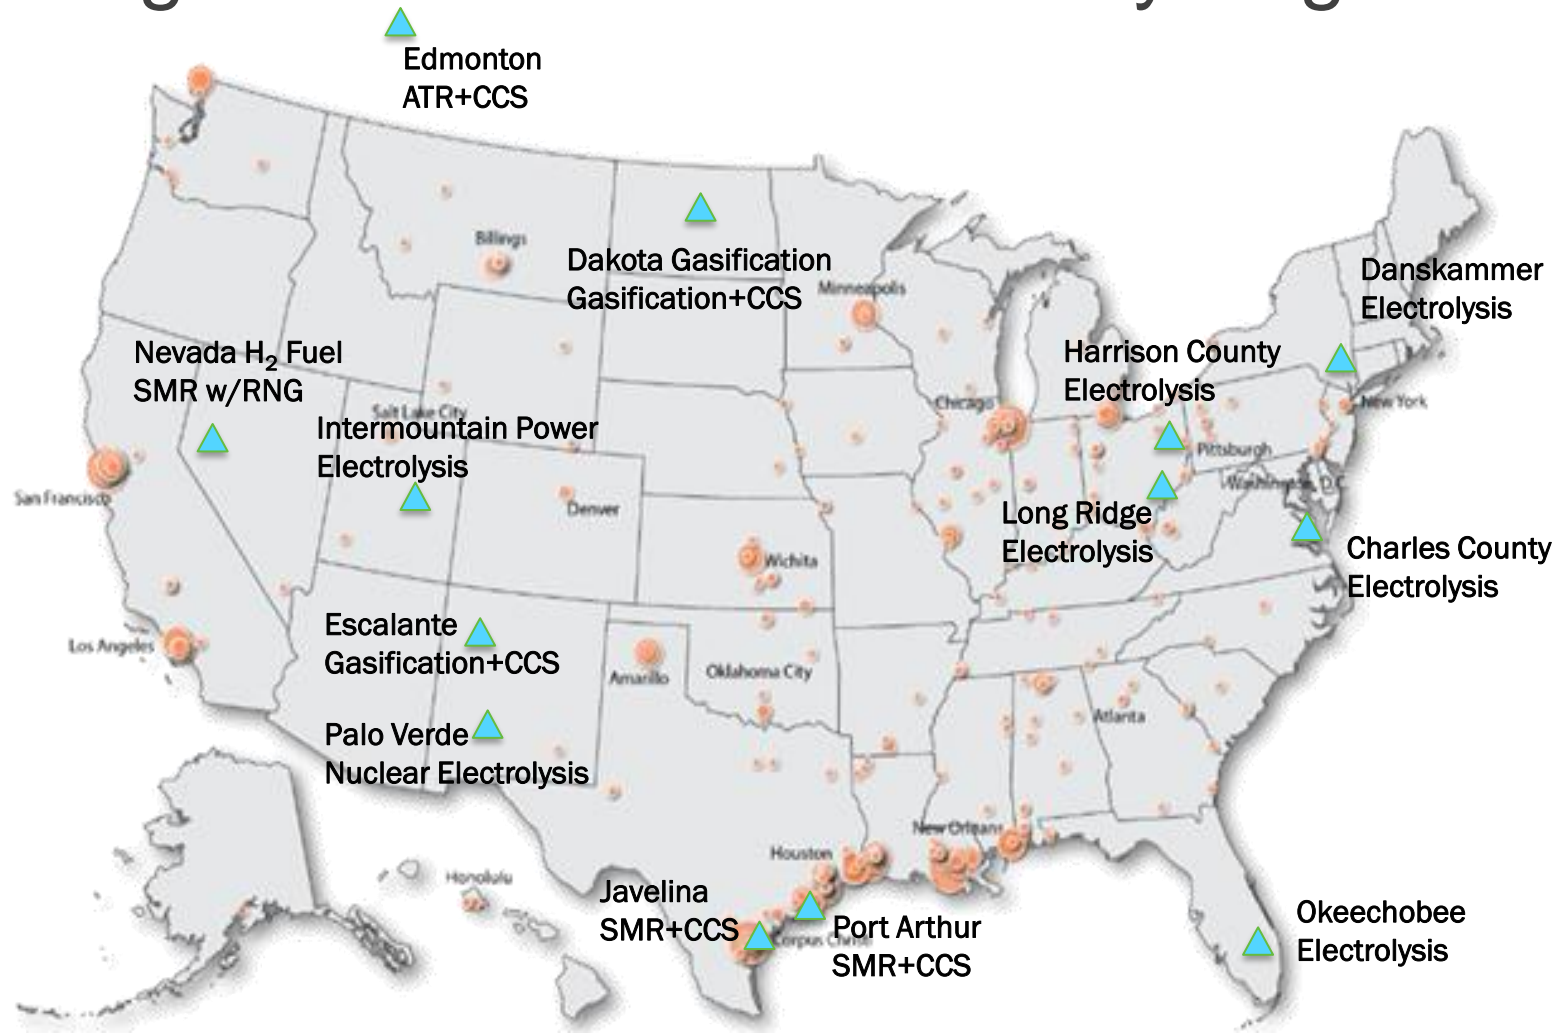 Edmonton
ATR+CCS
Billings
Dakota Gasification
Gasification+CCS
Minneapolis
Danskammer
Electrolysis
Nevada H₂ Fuel
SMR w/RNG
Harrison County
Electrolysis
Chicago
New York
Salt Lake City
Intermountain Power
Electrolysis
Pittsburgh
Washington, D.C.
San Francisco
Denver
Long Ridge
Electrolysis
Charles County
Electrolysis
Wichita
Escalante
Gasification+CCS
Los Angeles
Amarillo
Oklahoma City
Atlanta
Palo Verde
Nuclear Electrolysis
New Orleans
Houston
Honolulu
Javelina
SMR+CCS
Corpus Christi
Port Arthur
SMR+CCS
Okeechobee
Electrolysis